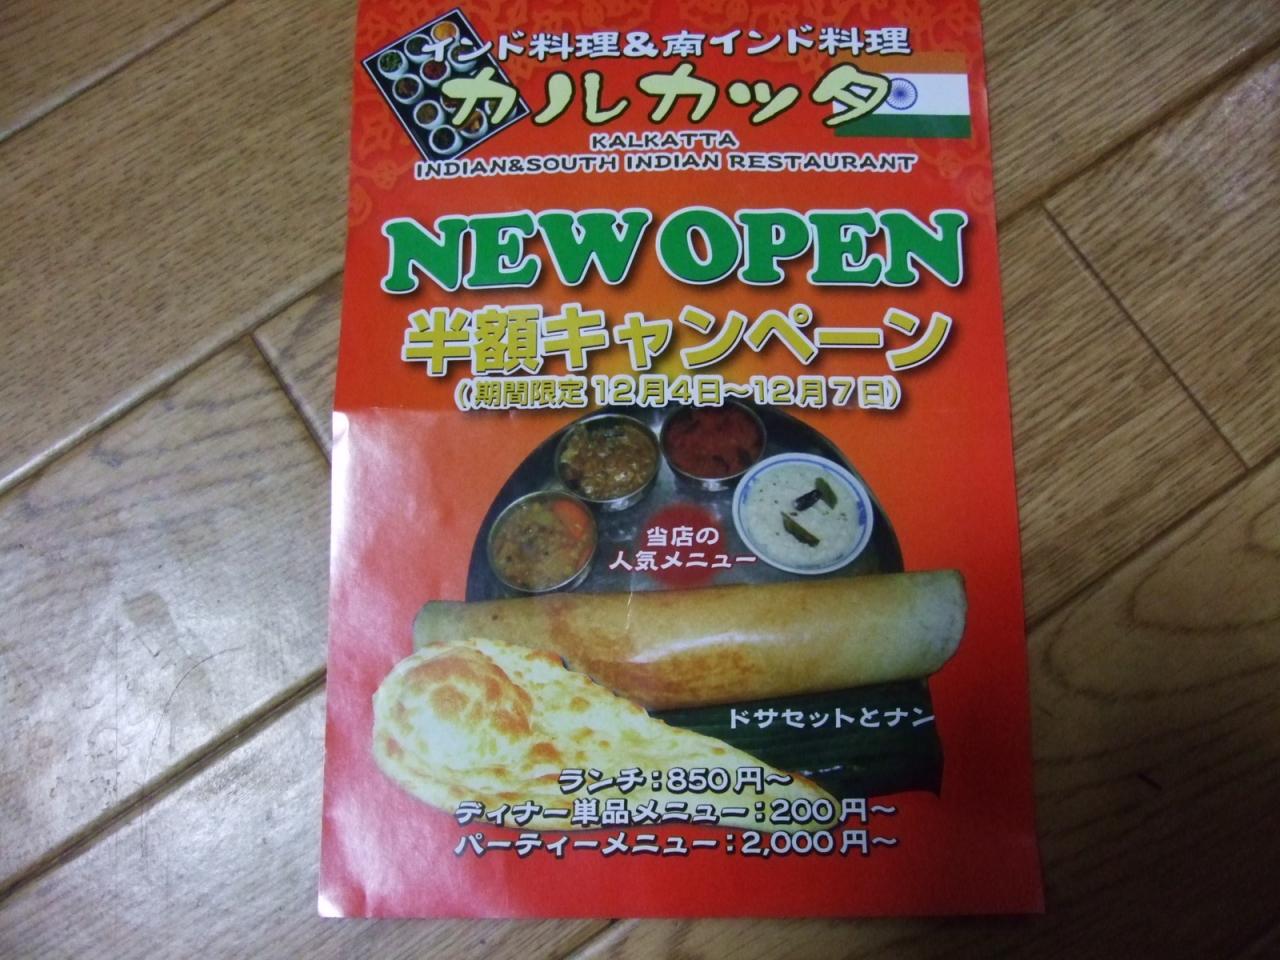 インド料理&南インド料理
カルカッタ
KALKATTA
INDIAN&SOUTH INDIAN RESTAURANT
NEW OPEN
半額キャンペーン
(期間限定 12月4日〜12月7日)
当店の
人気メニュー
ドサセットとナン
ランチ:850円〜
ディナー単品メニュー:200円〜
パーティーメニュー:2,000円〜